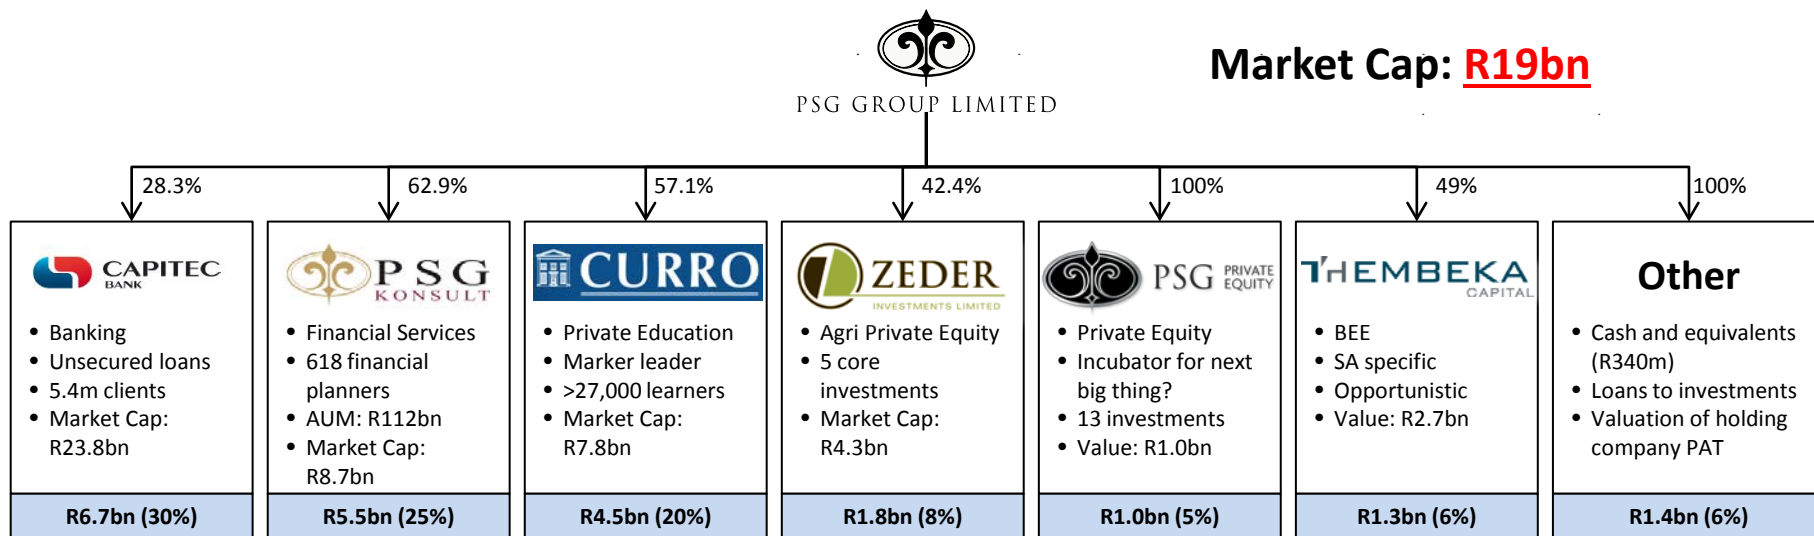 PSG GROUP LIMITED
Market Cap: R19bn
28.3%
62.9%
57.1%
42.4%
100%
49%
100%
CAPITEC
BANK
• Banking
• Unsecured loans
• 5.4m clients
• Market Cap:
R23.8bn
R6.7bn (30%)
PSG
KONSULT
• Financial Services
• 618 financial
planners
• AUM: R112bn
• Market Cap:
R8.7bn
R5.5bn (25%)
CURRO
• Private Education
• Marker leader
• >27,000 learners
• Market Cap:
R7.8bn
R4.5bn (20%)
ZEDER
INVESTMENTS LIMITED
• Agri Private Equity
• 5 core
investments
• Market Cap:
R4.3bn
R1.8bn (8%)
PSG PRIVATE
EQUITY
• Private Equity
• Incubator for next
big thing?
• 13 investments
• Value: R1.0bn
R1.0bn (5%)
THEMBEKA
CAPITAL
• BEE
• SA specific
• Opportunistic
• Value: R2.7bn
R1.3bn (6%)
Other
• Cash and equivalents
(R340m)
• Loans to investments
• Valuation of holding
company PAT
R1.4bn (6%)